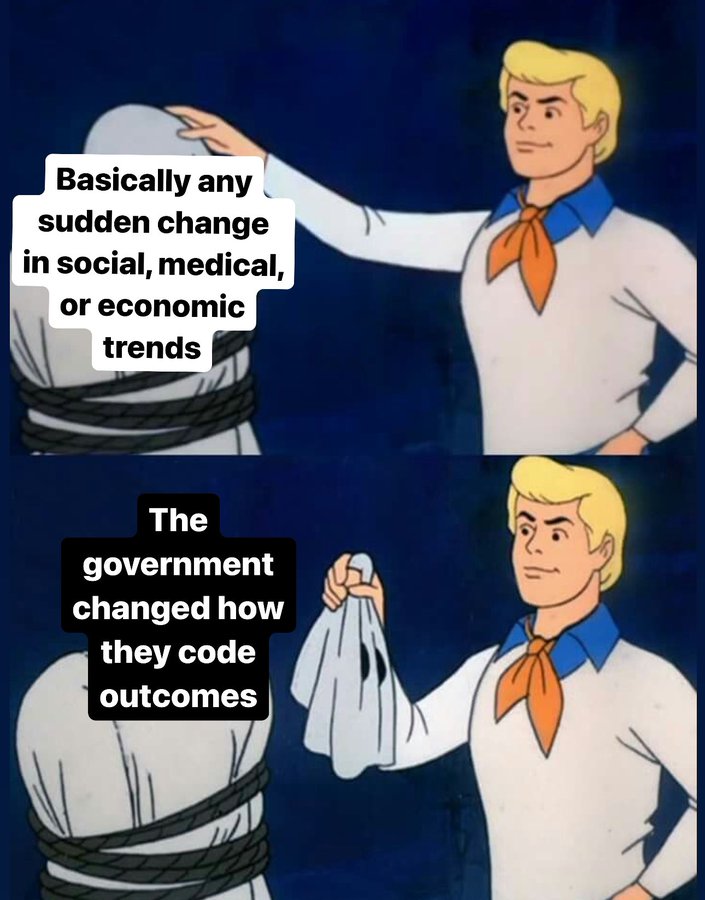 Basically any
sudden change
in social, medical,
or economic
trends
The
government
changed how
they code
outcomes